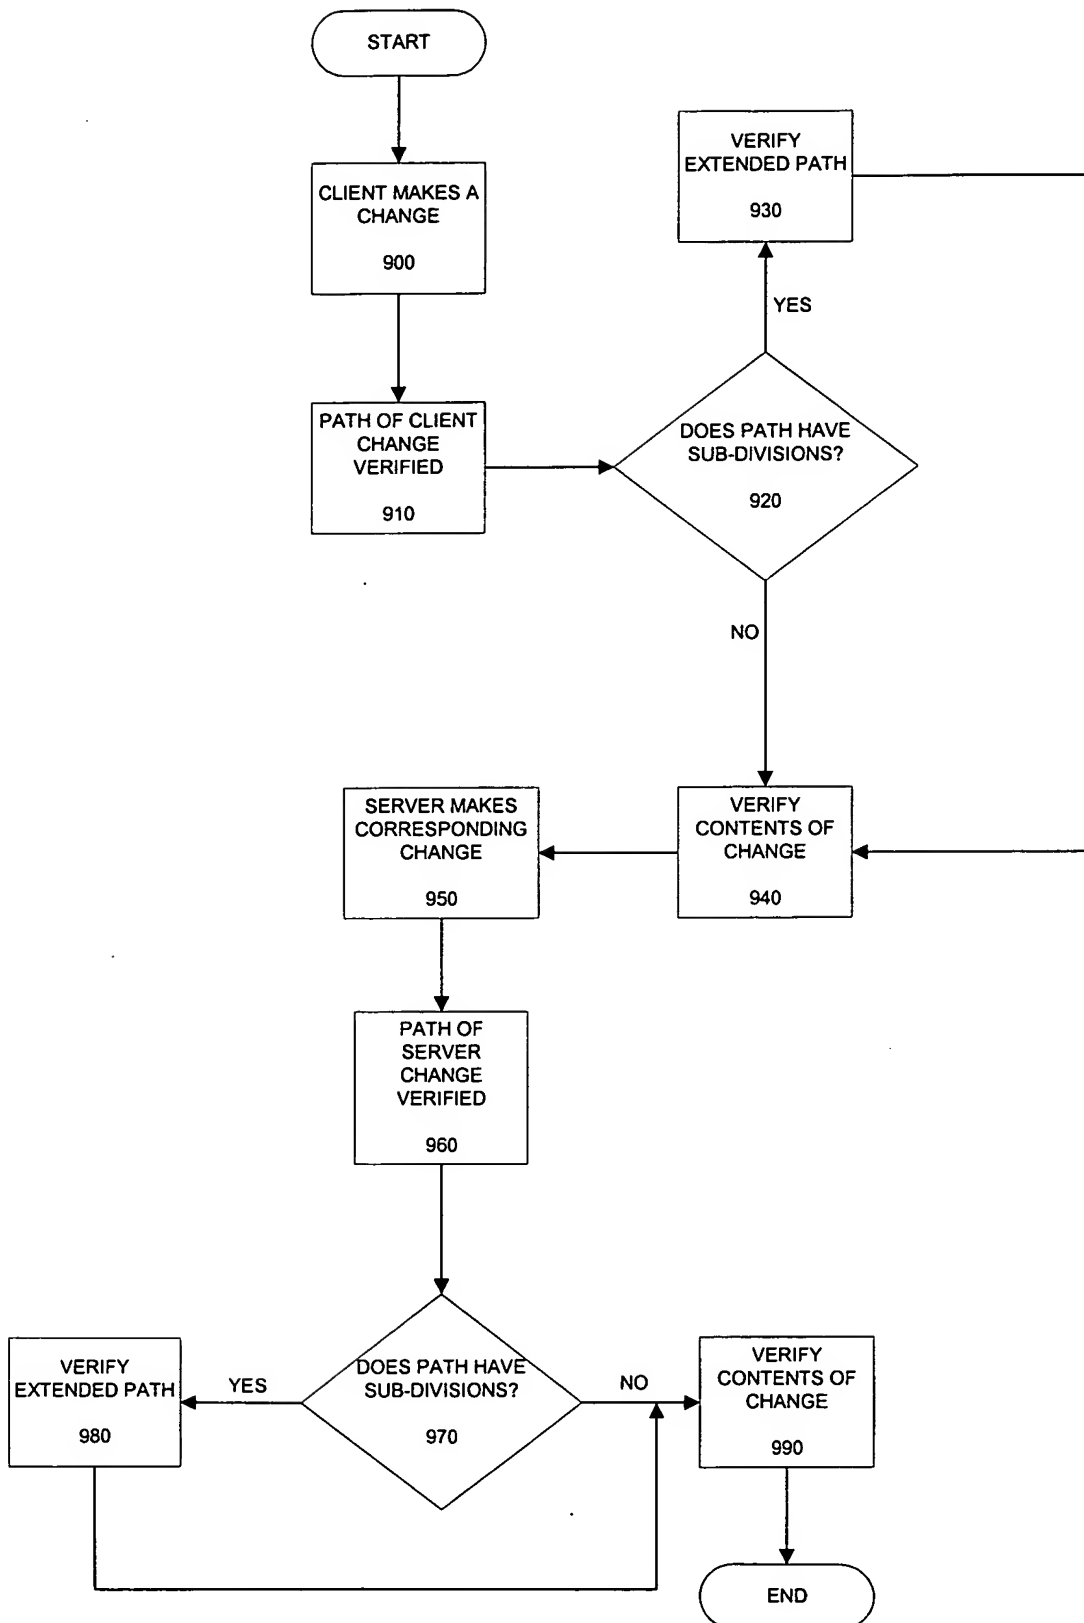 START
CLIENT MAKES A
CHANGE
900
PATH OF CLIENT
CHANGE
VERIFIED
910
DOES PATH HAVE
SUB-DIVISIONS?
920
YES
VERIFY
EXTENDED PATH
930
NO
VERIFY
CONTENTS OF
CHANGE
940
SERVER MAKES
CORRESPONDING
CHANGE
950
PATH OF
SERVER
CHANGE
VERIFIED
960
DOES PATH HAVE
SUB-DIVISIONS?
970
YES
VERIFY
EXTENDED PATH
980
NO
VERIFY
CONTENTS OF
CHANGE
990
END